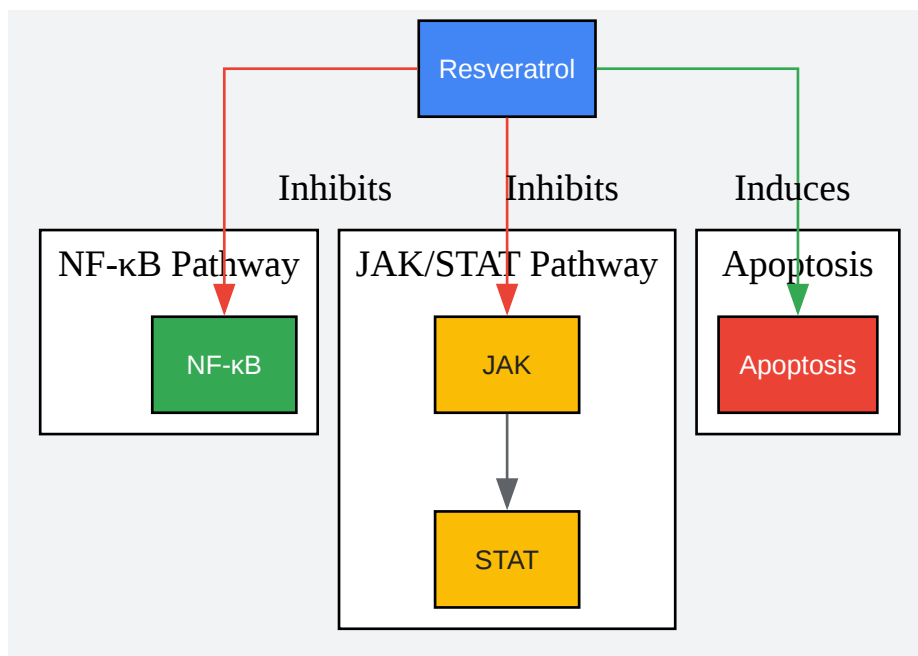 Resveratrol
Inhibits
Inhibits
Induces
NF-κB Pathway
JAK/STAT Pathway
Apoptosis
NF-κB
JAK
Apoptosis
STAT